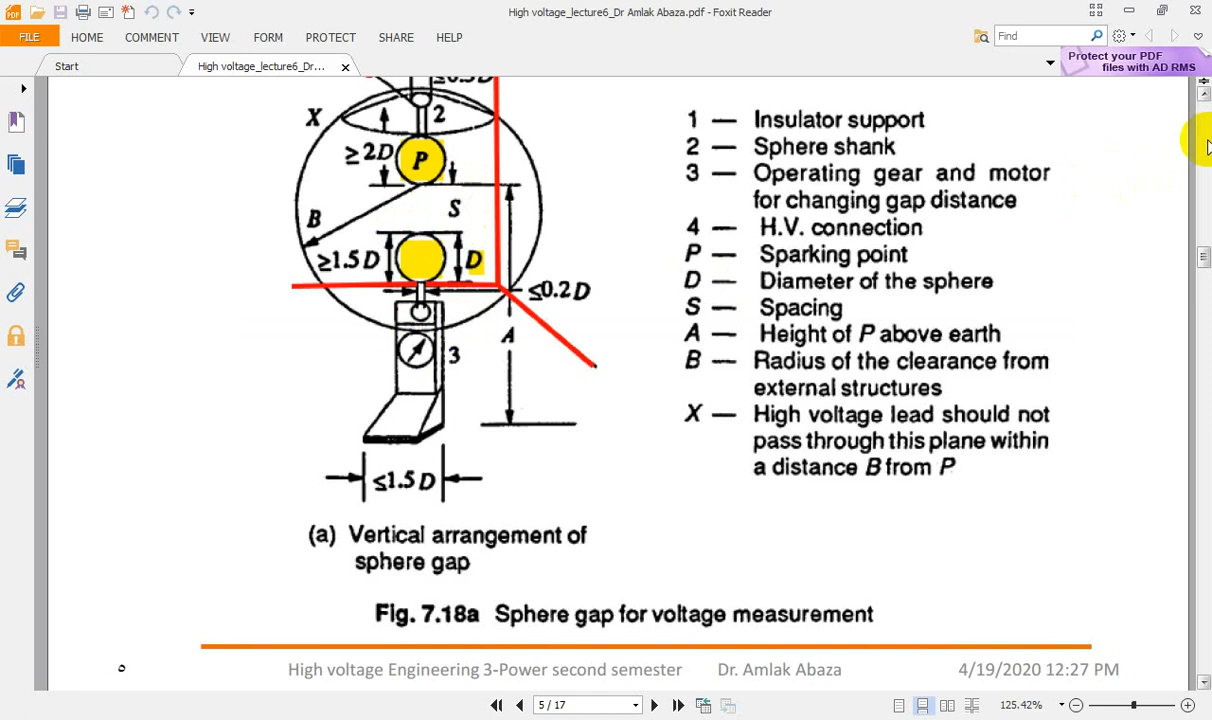 High voltage_lecture6_Dr Amlak Abaza.pdf - Foxit Reader
FILE HOME COMMENT VIEW FORM PROTECT SHARE HELP
Find
Protect your PDF
files with AD RMS
Start
High voltage_lecture6_Dr...
X
2
≥2D
P
B
S
≥1.5D
D
≤0.2D
A
3
≤1.5D
(a) Vertical arrangement of
sphere gap
1 — Insulator support
2 — Sphere shank
3 — Operating gear and motor
for changing gap distance
4 — H.V. connection
P — Sparking point
D — Diameter of the sphere
S — Spacing
A — Height of P above earth
B — Radius of the clearance from
external structures
X — High voltage lead should not
pass through this plane within
a distance B from P
Fig. 7.18a Sphere gap for voltage measurement
٥
High voltage Engineering 3-Power second semester Dr. Amlak Abaza 4/19/2020 12:27 PM
5 / 17
125.42%